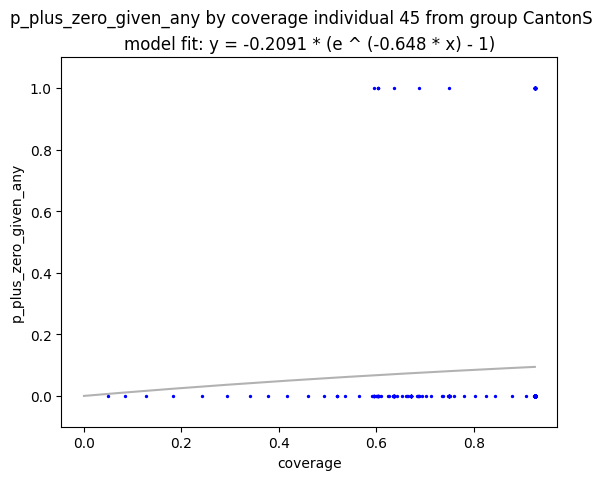 p_plus_zero_given_any by coverage individual 45 from group CantonS
model fit: y = -0.2091 * (e ^ (-0.648 * x) - 1)
p_plus_zero_given_any
1.0
0.8
0.6
0.4
0.2
0.0
0.0 0.2 0.4 0.6 0.8
coverage